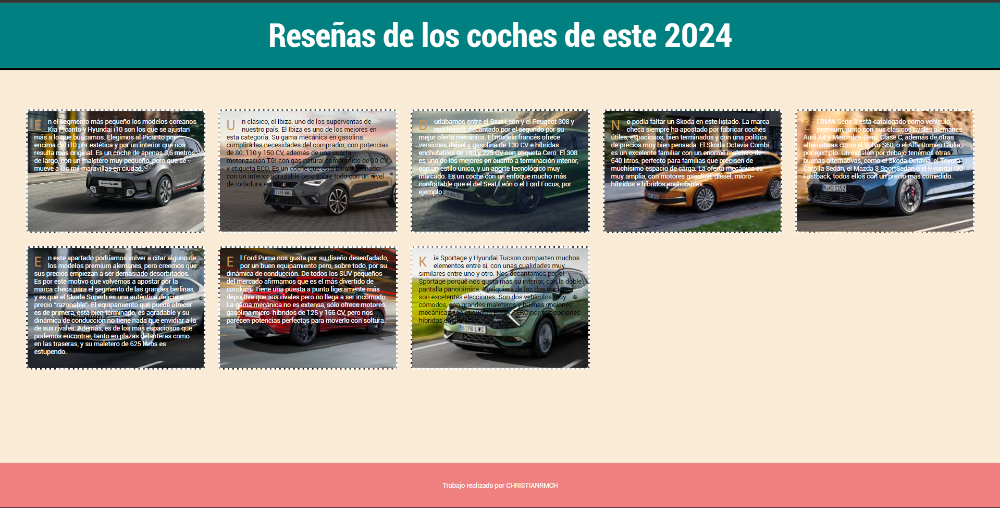 Reseñas de los coches de este 2024
En el segmento más pequeño los modelos coreanos
Kia Picanto y Hyundai i10 son los que se ajustan
más a lo que buscamos. Elegimos al Picanto por
encima del i10 por estética y por un interior que nos
resulta más original. Es un coche de apenas 3,6 metros
de largo, con un maletero muy pequeño, pero que se
mueve a las mil maravillas en ciudad.
Un clásico, el Ibiza, uno de los superventas de
nuestro país. El Ibiza es uno de los mejores en
esta categoría. Su gama mecánica en gasolina
cumplirá las necesidades del comprador, con potencias
de 80, 110 y 150 CV, además de una cuarta
motorización TGI con gas natural comprimido de 90 CV
y etiqueta ECO. Es un coche que está bien terminado,
con un interior agradable pero sobre todo con un nivel
de rodadura excelente.
1128 MMS
Dudábamos entre el Seat León y el Peugeot 308 y
nos hemos decantado por el segundo por su
mejor oferta mecánica. El modelo francés ofrece
versiones diésel y gasolina de 130 CV e híbridas
enchufables de 180 y 225 CV con etiqueta Cero. El 308
es uno de los mejores en cuanto a terminación interior,
con un estilo único, y un aporte tecnológico muy
marcado. Es un coche con un enfoque mucho más
confortable que el del Seat León o el Ford Focus, por
ejemplo.
No podía faltar un Skoda en este listado. La marca
checa siempre ha apostado por fabricar coches
útiles, espaciosos, bien terminados y con una política
de precios muy bien pensada. El Skoda Octavia Combi
es un excelente familiar con un enorme maletero de
640 litros, perfecto para familias que precisen de
muchísimo espacio de carga. La oferta mecánica es
muy amplia, con motores gasolina, diésel, micro-
híbridos e híbridos enchufables.
El BMW Serie 3 está catalogado como vehículo
premium, junto con sus clásicos rivales alemanes
Audi A4 y Mercedes-Benz Clase C, además de otras
alternativas como el Volvo S60, o el Alfa Romeo Giulia,
por ejemplo. Un escalón por debajo tenemos otras
buenas alternativas, como el Skoda Octavia, el Toyota
Corolla Sedán, el Mazda 3 SportSedán o el Hyundai i30
Fastback, todos ellos con un precio más comedido.
En este apartado podríamos volver a citar alguno de
los modelos premium alemanes, pero creemos que
sus precios empiezan a ser demasiado desorbitados.
Es por este motivo que volvemos a apostar por la
marca checa para el segmento de las grandes berlinas,
y es que el Skoda Superb es una auténtica delicia a
precio “razonable”. El equipamiento que puede ofrecer
es de primera, está bien terminado, es agradable y su
dinámica de conducción no tiene nada que envidiar a la
de sus rivales. Además, es de los más espaciosos que
podemos encontrar, tanto en plazas delanteras como
en las traseras, y su maletero de 625 litros es
estupendo.
El Ford Puma nos gusta por su diseño desenfadado,
por un buen equipamiento pero, sobre todo, por su
dinámica de conducción. De todos los SUV pequeños
del mercado afirmamos que es el más divertido de
conducir. Tiene una puesta a punto ligeramente más
deportiva que sus rivales pero no llega a ser incómodo.
La gama mecánica no es extensa, sólo ofrece motores
gasolina micro-híbridos de 125 y 155 CV, pero nos
parecen potencias perfectas para moverlo con soltura.
Kia Sportage y Hyundai Tucson comparten muchos
elementos entre sí, con unas cualidades muy
similares entre uno y otro. Nos decantamos por el
Sportage porquë nos gusta más su interior, con la doble
pantalla panorámica. Cualquiera de las dos opciones
son excelentes elecciones. Son dos vehículos muy
cómodos, con grandes maleteros y buenas opciones
mecánicas con etiquetas ECO y CERO por sus opciones
híbridas enchufables.
6176 LWC
Trabajo realizado por CHRISTIANRMCH